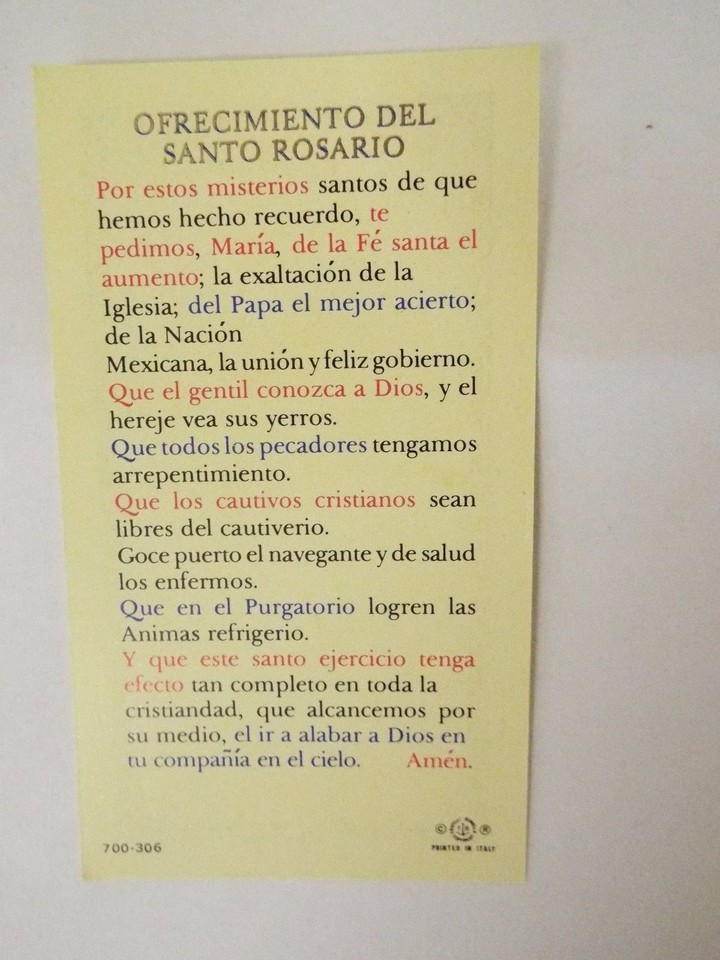 OFRECIMIENTO DEL
SANTO ROSARIO
Por estos misterios santos de que
hemos hecho recuerdo, te
pedimos, María, de la Fé santa el
aumento; la exaltación de la
Iglesia; del Papa el mejor acierto;
de la Nación
Mexicana, la unión y feliz gobierno.
Que el gentil conozca a Dios, y el
hereje vea sus yerros.
Que todos los pecadores tengamos
arrepentimiento.
Que los cautivos cristianos sean
libres del cautiverio.
Goce puerto el navegante y de salud
los enfermos.
Que en el Purgatorio logren las
Animas refrigerio.
Y que este santo ejercicio tenga
efecto tan completo en toda la
cristiandad, que alcancemos por
su medio, el ir a alabar a Dios en
tu compañía en el cielo. Amén.
© ®
700-306 PRINTED IN ITALY